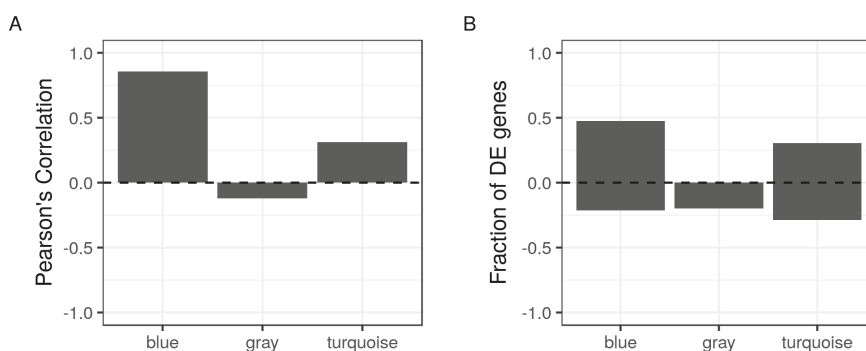 A
Pearson's Correlation
1.0
0.5
0.0
-0.5
-1.0
blue gray turquoise
B
Fraction of DE genes
1.0
0.5
0.0
-0.5
-1.0
blue gray turquoise